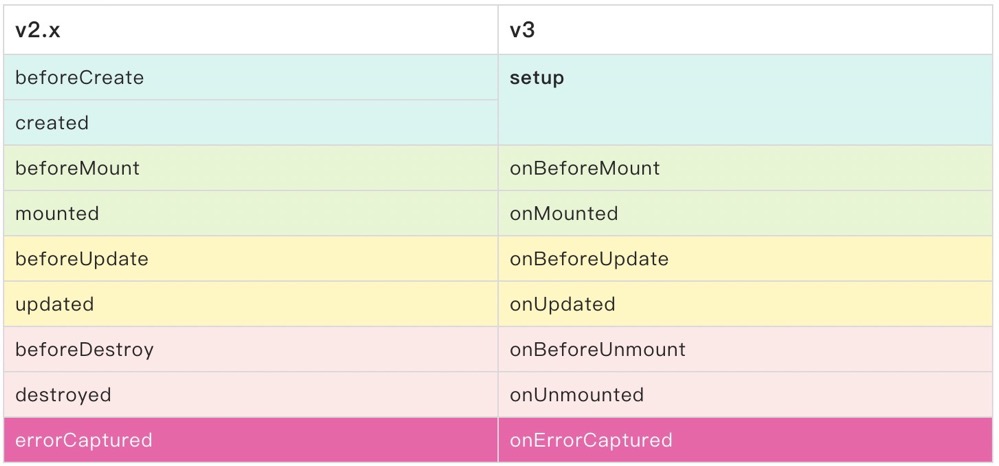 v2.x v3
beforeCreate setup
created
beforeMount onBeforeMount
mounted onMounted
beforeUpdate onBeforeUpdate
updated onUpdated
beforeDestroy onBeforeUnmount
destroyed onUnmounted
errorCaptured onErrorCaptured